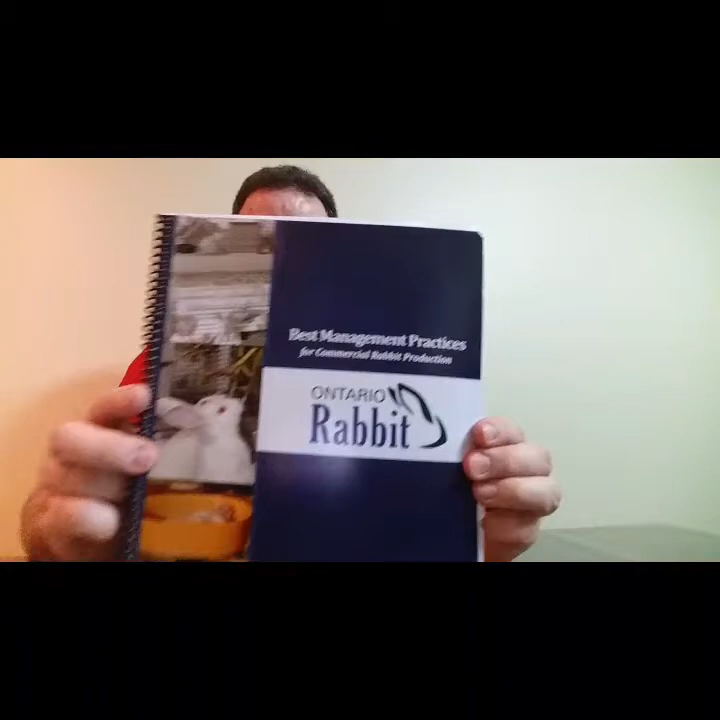 Best Management Practices
for Commercial Rabbit Production
ONTARIO
Rabbit